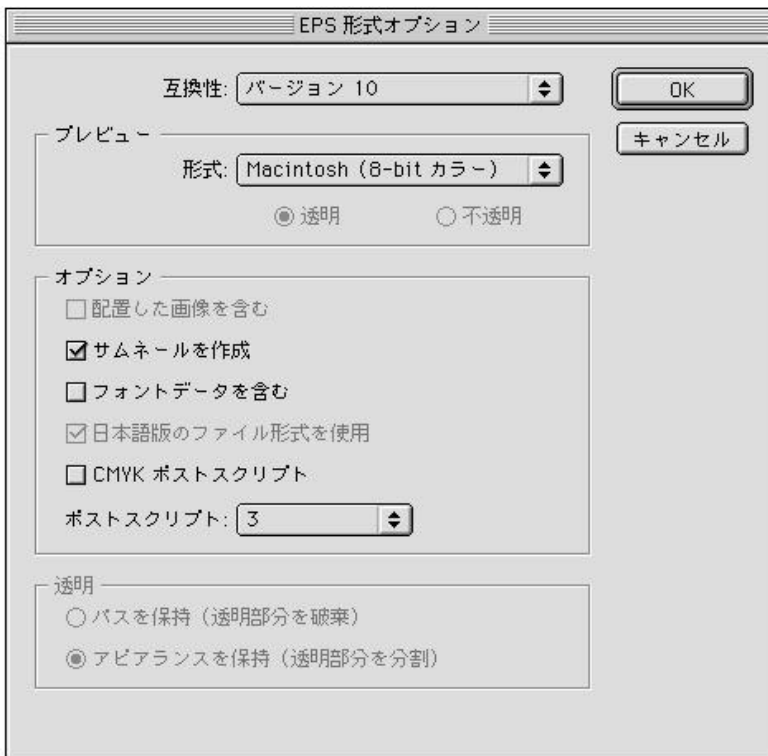 EPS 形式オプション
互換性: バージョン 10
OK
キャンセル
プレビュー
形式: Macintosh (8-bit カラー)
透明 不透明
オプション
配置した画像を含む
サムネールを作成
フォントデータを含む
日本語版のファイル形式を使用
CMYK ポストスクリプト
ポストスクリプト: 3
透明
パスを保持（透明部分を破棄）
アピアランスを保持（透明部分を分割）